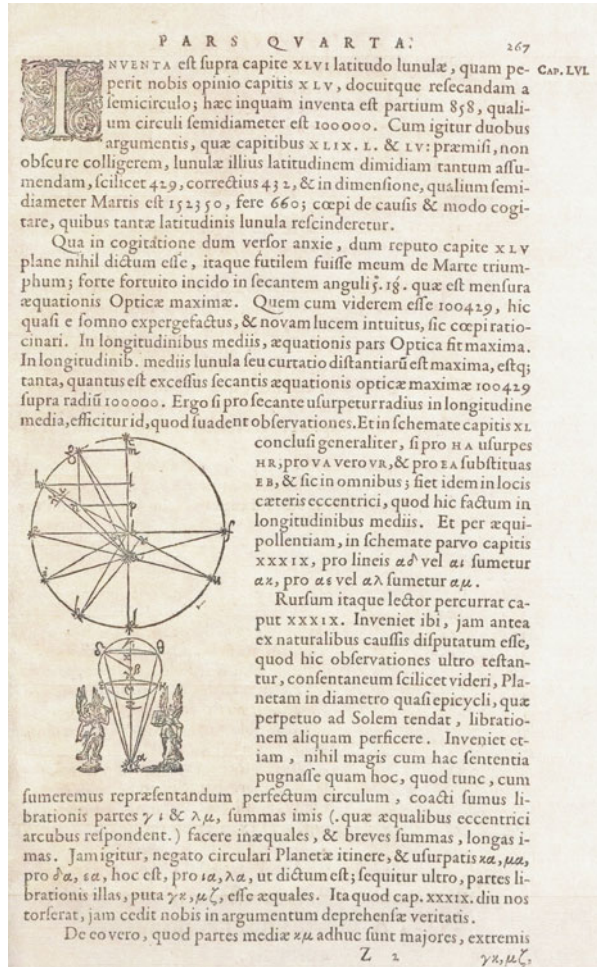 PARS QVARTA.
267
INVENTA est supra capite XLVI latitudo lunulæ, quam pe-
CAP. LVI.
perit nobis opinio capitis XLV, docuitque resecandam a
semicirculo; hæc inquam inventa est partium 858, quali-
um circuli semidiameter est 100000. Cum igitur duobus
argumentis, quæ capitibus XLIX. L. & LV: præmisi, non
obscure colligerem, lunulæ illius latitudinem dimidiam tantum assu-
mendam, scilicet 429, correctius 432, & in dimensione, qualium semi-
diameter Martis est 152350, fere 660; cœpi de causis & modo cogi-
tare, quibus tantæ latitudinis lunula rescinderetur.
Qua in cogitatione dum versor anxie, dum reputo capite XLV
plane nihil dictum esse, itaque futilem fuisse meum de Marte trium-
phum; forte fortuito incido in secantem anguli 5°. 18′. quæ est mensura
æquationis Opticæ maximæ. Quem cum viderem esse 100429, hic
quasi e somno expergefactus, & novam lucem intuitus, sic cœpi ratio-
cinari. In longitudinibus mediis, æquationis pars Optica fit maxima.
In longitudinib. mediis lunula seu curtatio distantiarũ est maxima, estq;
tanta, quantus est excessus secantis æquationis opticæ maximæ 100429
supra radiũ 100000. Ergo si pro secante usurpetur radius in longitudine
media, efficitur id, quod suadent observationes. Et in schemate capitis XL
conclusi generaliter, si pro HA usurpes
HR, pro VA vero VR, & pro EA substituas
EB, & sic in omnibus; fiet idem in locis
cæteris eccentrici, quod hic factum in
longitudinibus mediis. Et per æqui-
pollentiam, in schemate parvo capitis
XXXIX, pro lineis αδ vel αι sumetur
ακ, pro αε vel αλ sumetur αμ.
Rursum itaque lector percurrat ca-
put XXXIX. Inveniet ibi, jam antea
ex naturalibus caussis disputatum esse,
quod hic observationes ultro testan-
tur, consentaneum scilicet videri, Pla-
netam in diametro quasi epicycli, quæ
perpetuo ad Solem tendat, libratio-
nem aliquam perficere. Inveniet et-
iam, nihil magis cum hac sententia
pugnasse quam hoc, quod tunc, cum
sumeremus repræsentandum perfectum circulum, coacti sumus li-
brationis partes γι & λμ, summas imis (.quæ æqualibus eccentrici
arcubus respondent.) facere inæquales, & breves summas, longas i-
mas. Jam igitur, negato circulari Planetæ itinere, & usurpatis κα, μα,
pro δα, εα, hoc est, pro ια, λα, ut dictum est; sequitur ultro, partes li-
brationis illas, puta γκ, μζ, esse æquales. Ita quod cap. XXXIX. diu nos
torserat, jam cedit nobis in argumentum deprehensæ veritatis.
De eo vero, quod partes mediæ κμ adhuc sunt majores, extremis
Z 2
γκ, μζ,